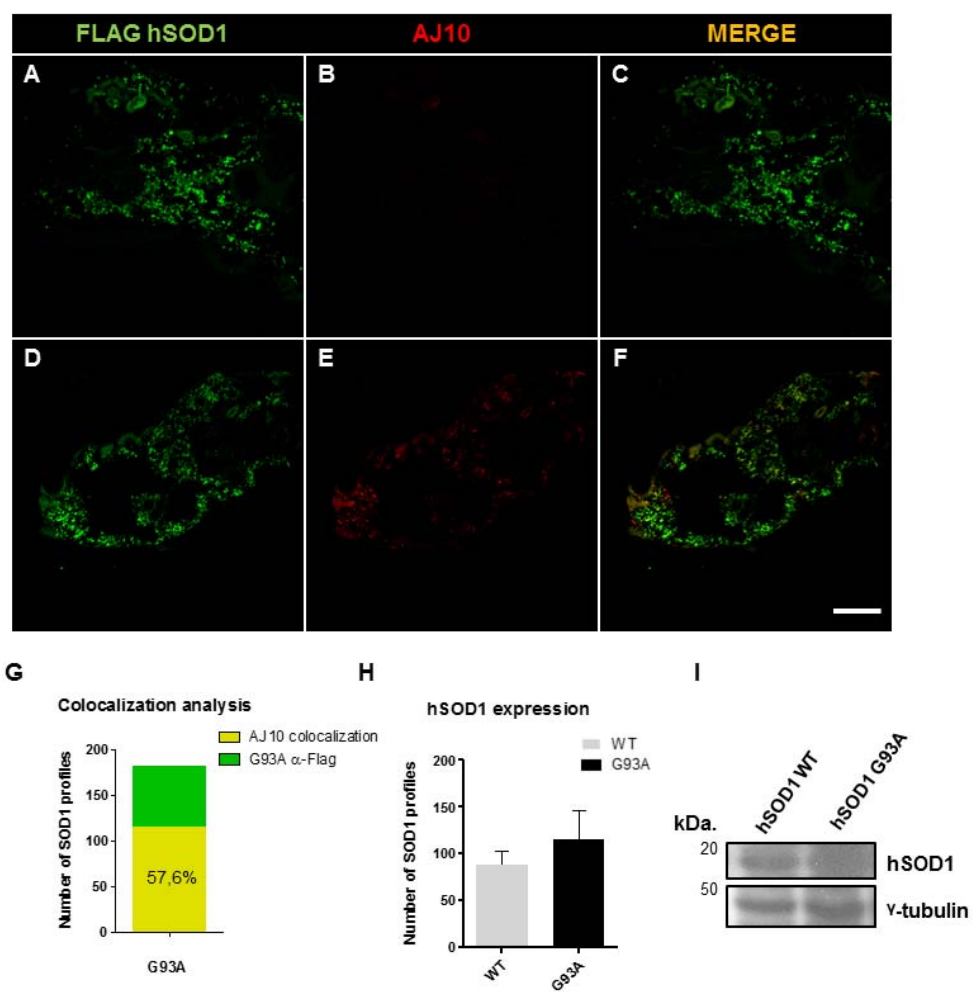 FLAG hSOD1 AJ10 MERGE
A B C
D E F
G
Colocalization analysis
AJ10 colocalization
G93A α-Flag
Number of SOD1 profiles
200
150
100
50
0
57,6%
G93A
H
hSOD1 expression
WT
G93A
Number of SOD1 profiles
200
150
100
50
0
WT
G93A
I
hSOD1 WT
hSOD1 G93A
kDa.
20
hSOD1
50
γ-tubulin